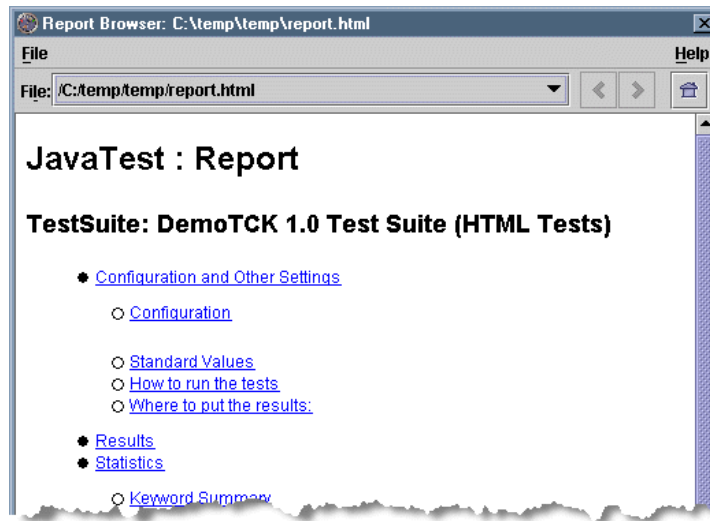 Report Browser: C:\temp\temp\report.html
File
Help
File: /C:/temp/temp/report.html
JavaTest : Report
TestSuite: DemoTCK 1.0 Test Suite (HTML Tests)
Configuration and Other Settings
Configuration
Standard Values
How to run the tests
Where to put the results:
Results
Statistics
Keyword Summary